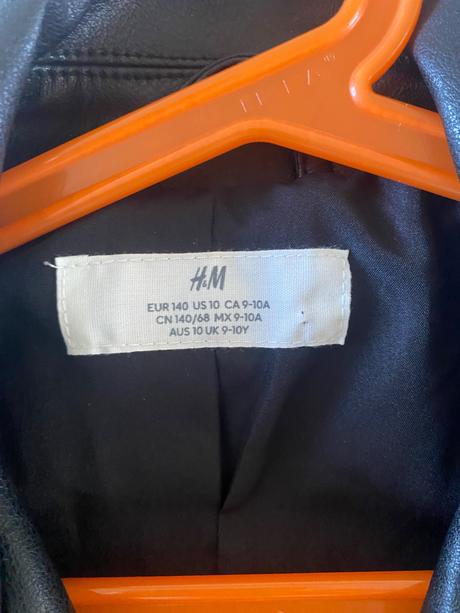 H&M
EUR 140 US 10 CA 9-10A
CN 140/68 MX 9-10A
AUS 10 UK 9-10Y